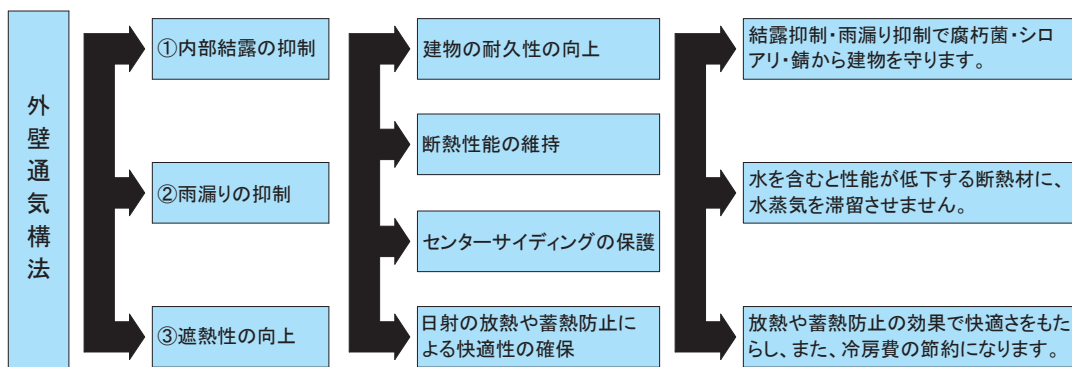 外壁通気構法
①内部結露の抑制
②雨漏りの抑制
③遮熱性の向上
建物の耐久性の向上
断熱性能の維持
センターサイディングの保護
日射の放熱や蓄熱防止に
よる快適性の確保
結露抑制・雨漏り抑制で腐朽菌・シロ
アリ・錆から建物を守ります。
水を含むと性能が低下する断熱材に、
水蒸気を滞留させません。
放熱や蓄熱防止の効果で快適さをもた
らし、また、冷房費の節約になります。